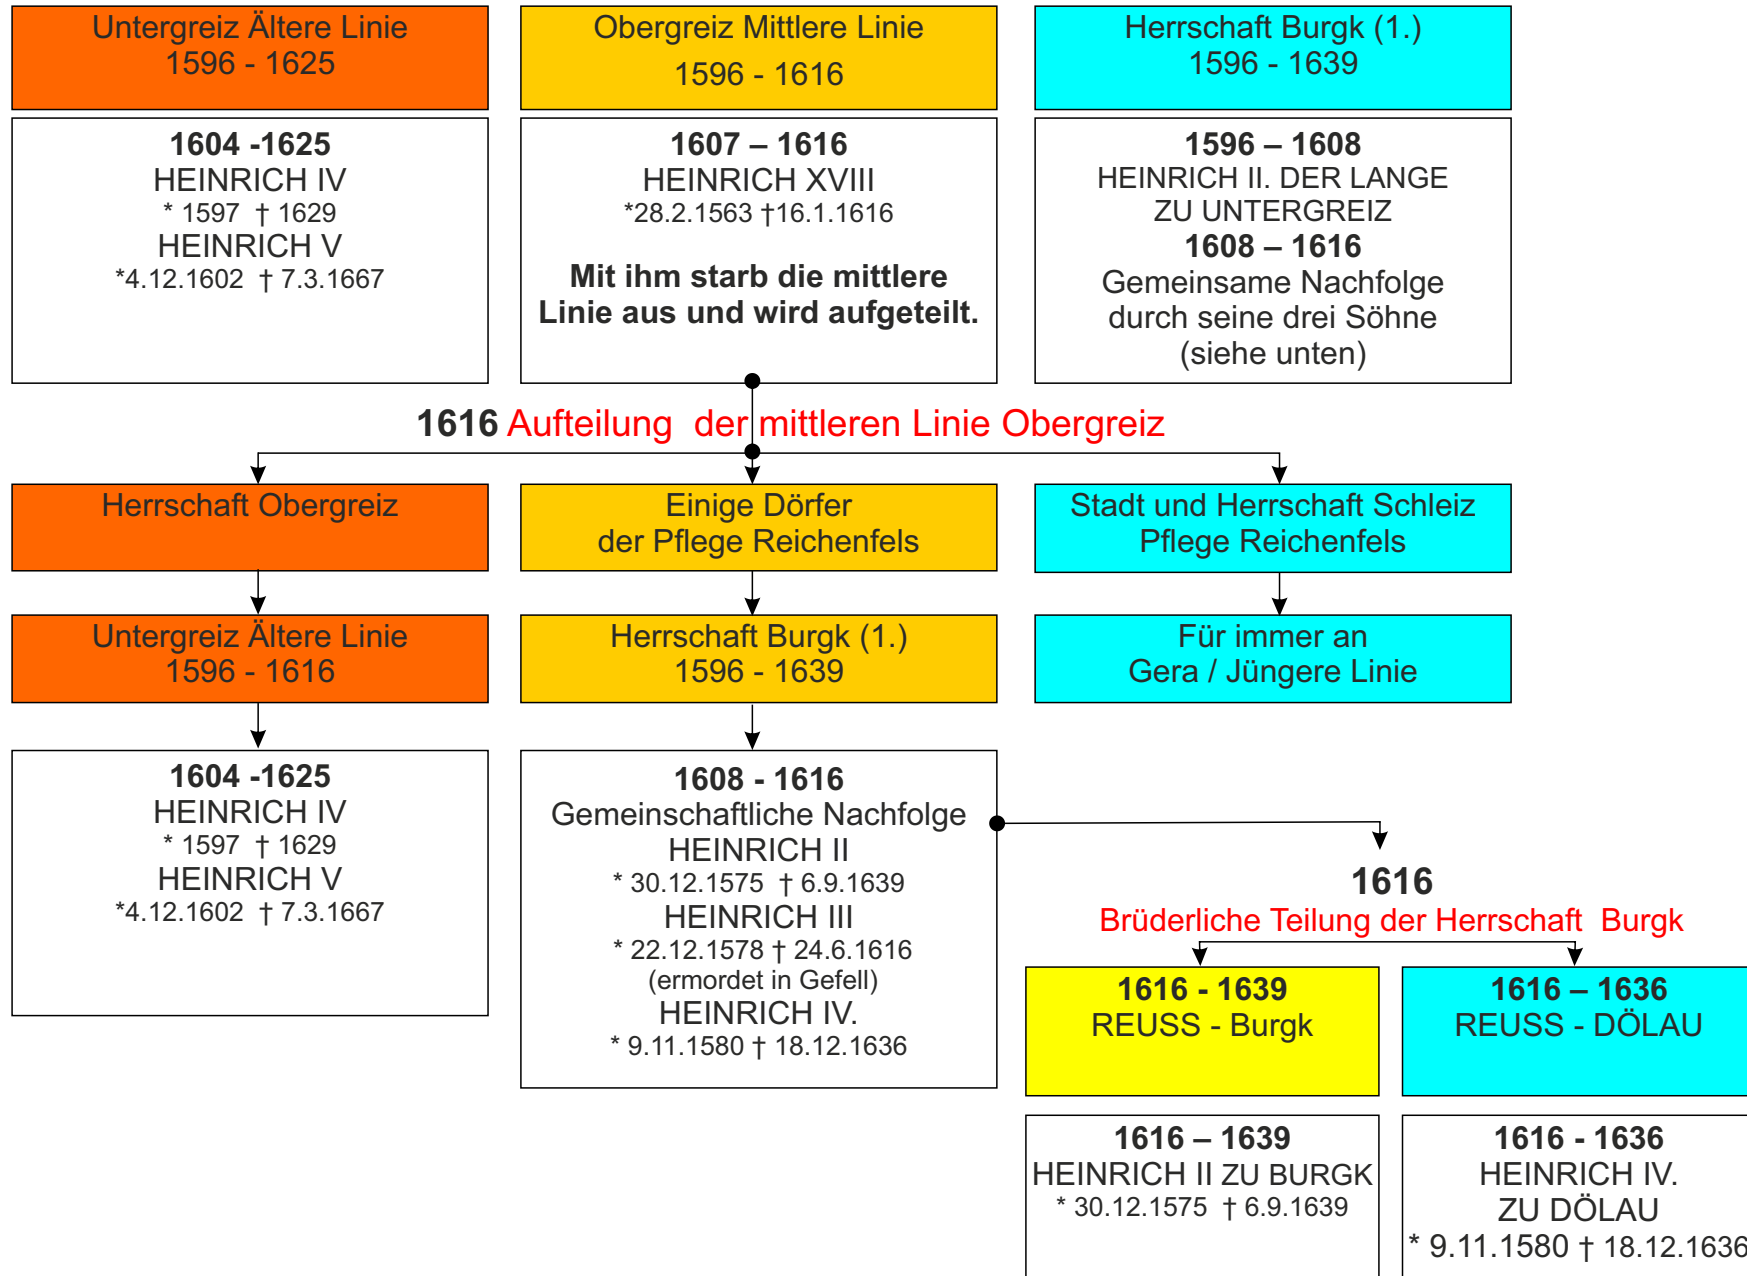 Untergreiz Ältere Linie
1596 - 1625
Obergreiz Mittlere Linie
1596 - 1616
Herrschaft Burgk (1.)
1596 - 1639
1604 -1625
HEINRICH IV
* 1597 † 1629
HEINRICH V
*4.12.1602 † 7.3.1667
1607 – 1616
HEINRICH XVIII
*28.2.1563 †16.1.1616
Mit ihm starb die mittlere
Linie aus und wird aufgeteilt.
1596 – 1608
HEINRICH II. DER LANGE
ZU UNTERGREIZ
1608 – 1616
Gemeinsame Nachfolge
durch seine drei Söhne
(siehe unten)
1616 Aufteilung der mittleren Linie Obergreiz
Herrschaft Obergreiz
Einige Dörfer
der Pflege Reichenfels
Stadt und Herrschaft Schleiz
Pflege Reichenfels
Untergreiz Ältere Linie
1596 - 1616
Herrschaft Burgk (1.)
1596 - 1639
Für immer an
Gera / Jüngere Linie
1604 -1625
HEINRICH IV
* 1597 † 1629
HEINRICH V
*4.12.1602 † 7.3.1667
1608 - 1616
Gemeinschaftliche Nachfolge
HEINRICH II
* 30.12.1575 † 6.9.1639
HEINRICH III
* 22.12.1578 † 24.6.1616
(ermordet in Gefell)
HEINRICH IV.
* 9.11.1580 † 18.12.1636
1616
Brüderliche Teilung der Herrschaft Burgk
1616 - 1639
REUSS - Burgk
1616 – 1636
REUSS - DÖLAU
1616 – 1639
HEINRICH II ZU BURGK
* 30.12.1575 † 6.9.1639
1616 - 1636
HEINRICH IV.
ZU DÖLAU
* 9.11.1580 † 18.12.1636